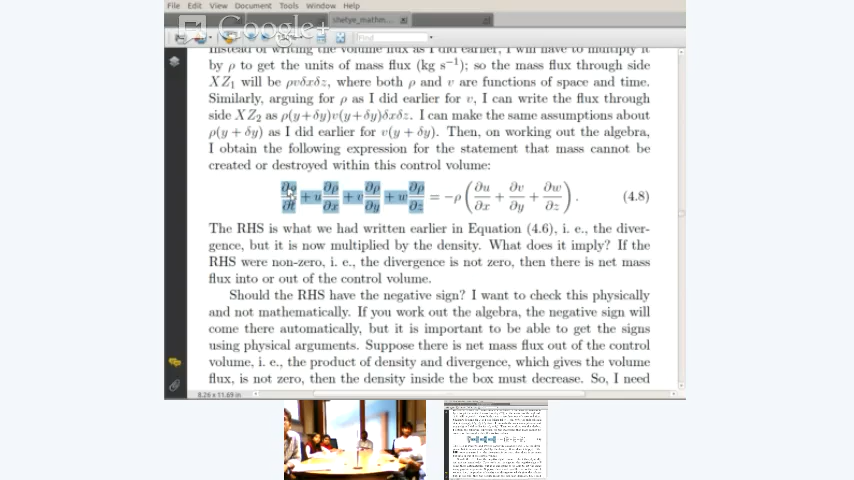 File Edit View Document Tools Window Help
Google+
shetye_mathm...
Find
Instead of writing the volume flux as I did earlier, I will have to multiply it
by ρ to get the units of mass flux (kg s⁻¹); so the mass flux through side
XZ₁ will be ρvδxδz, where both ρ and v are functions of space and time.
Similarly, arguing for ρ as I did earlier for v, I can write the flux through
side XZ₂ as ρ(y+δy)v(y+δy)δxδz. I can make the same assumptions about
ρ(y + δy) as I did earlier for v(y + δy). Then, on working out the algebra,
I obtain the following expression for the statement that mass cannot be
created or destroyed within this control volume:
∂ρ/∂t + u ∂ρ/∂x + v ∂ρ/∂y + w ∂ρ/∂z = −ρ (∂u/∂x + ∂v/∂y + ∂w/∂z). (4.8)
The RHS is what we had written earlier in Equation (4.6), i. e., the diver-
gence, but it is now multiplied by the density. What does it imply? If the
RHS were non-zero, i. e., the divergence is not zero, then there is net mass
flux into or out of the control volume.
Should the RHS have the negative sign? I want to check this physically
and not mathematically. If you work out the algebra, the negative sign will
come there automatically, but it is important to be able to get the signs
using physical arguments. Suppose there is net mass flux out of the control
volume, i. e., the product of density and divergence, which gives the volume
flux, is not zero, then the density inside the box must decrease. So, I need
8.26 x 11.69 in